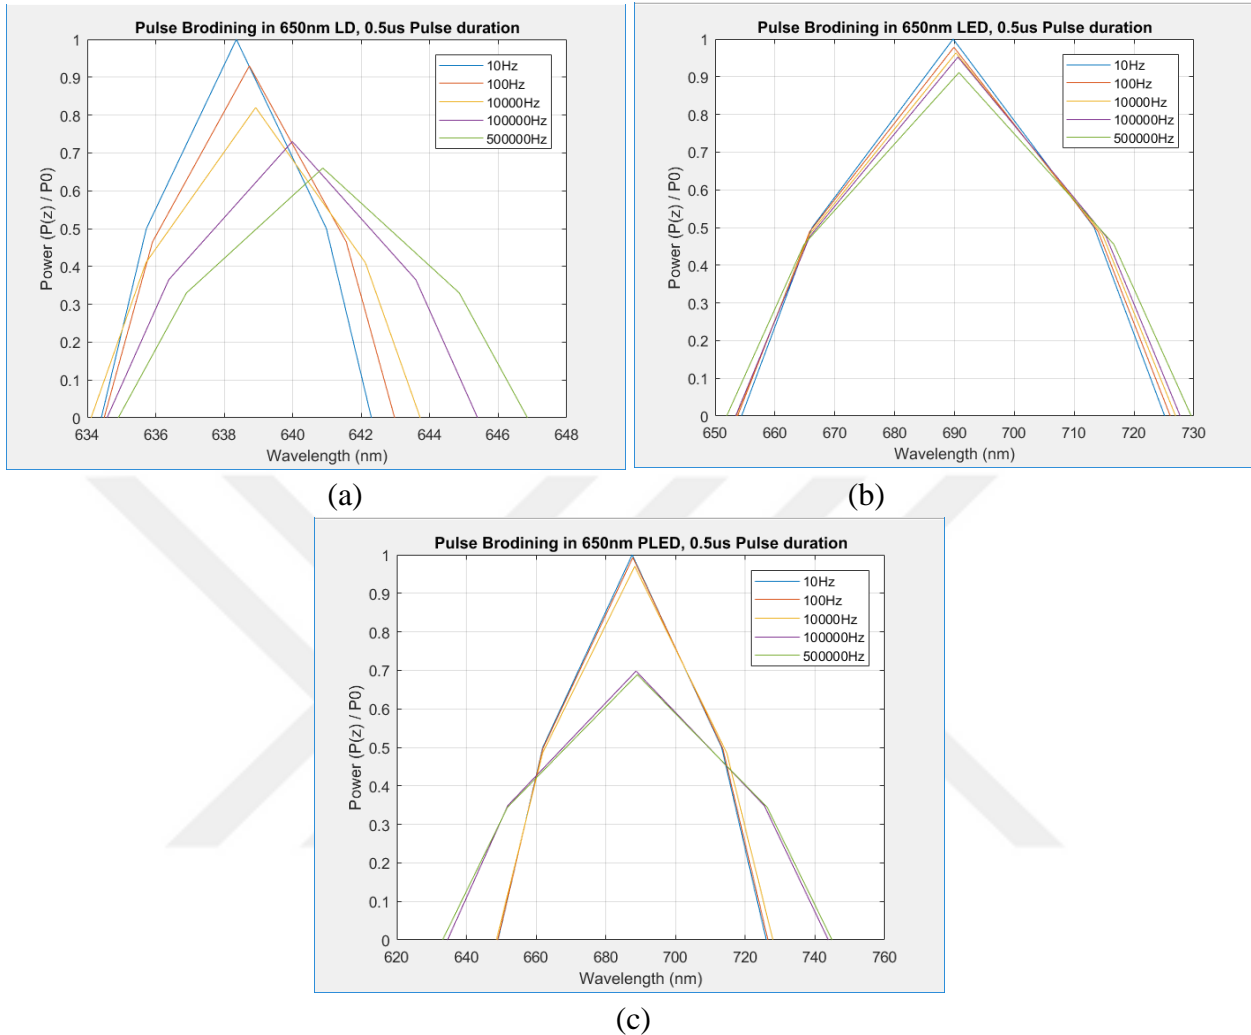 Pulse Brodining in 650nm LD, 0.5us Pulse duration
1
0.9
0.8
0.7
0.6
0.5
0.4
0.3
0.2
0.1
0
Power (P(z) / P0)
10Hz
100Hz
10000Hz
100000Hz
500000Hz
634 636 638 640 642 644 646 648
Wavelength (nm)
(a)
Pulse Brodining in 650nm LED, 0.5us Pulse duration
1
0.9
0.8
0.7
0.6
0.5
0.4
0.3
0.2
0.1
0
Power (P(z) / P0)
10Hz
100Hz
10000Hz
100000Hz
500000Hz
650 660 670 680 690 700 710 720 730
Wavelength (nm)
(b)
Pulse Brodining in 650nm PLED, 0.5us Pulse duration
1
0.9
0.8
0.7
0.6
0.5
0.4
0.3
0.2
0.1
0
Power (P(z) / P0)
10Hz
100Hz
10000Hz
100000Hz
500000Hz
620 640 660 680 700 720 740 760
Wavelength (nm)
(c)